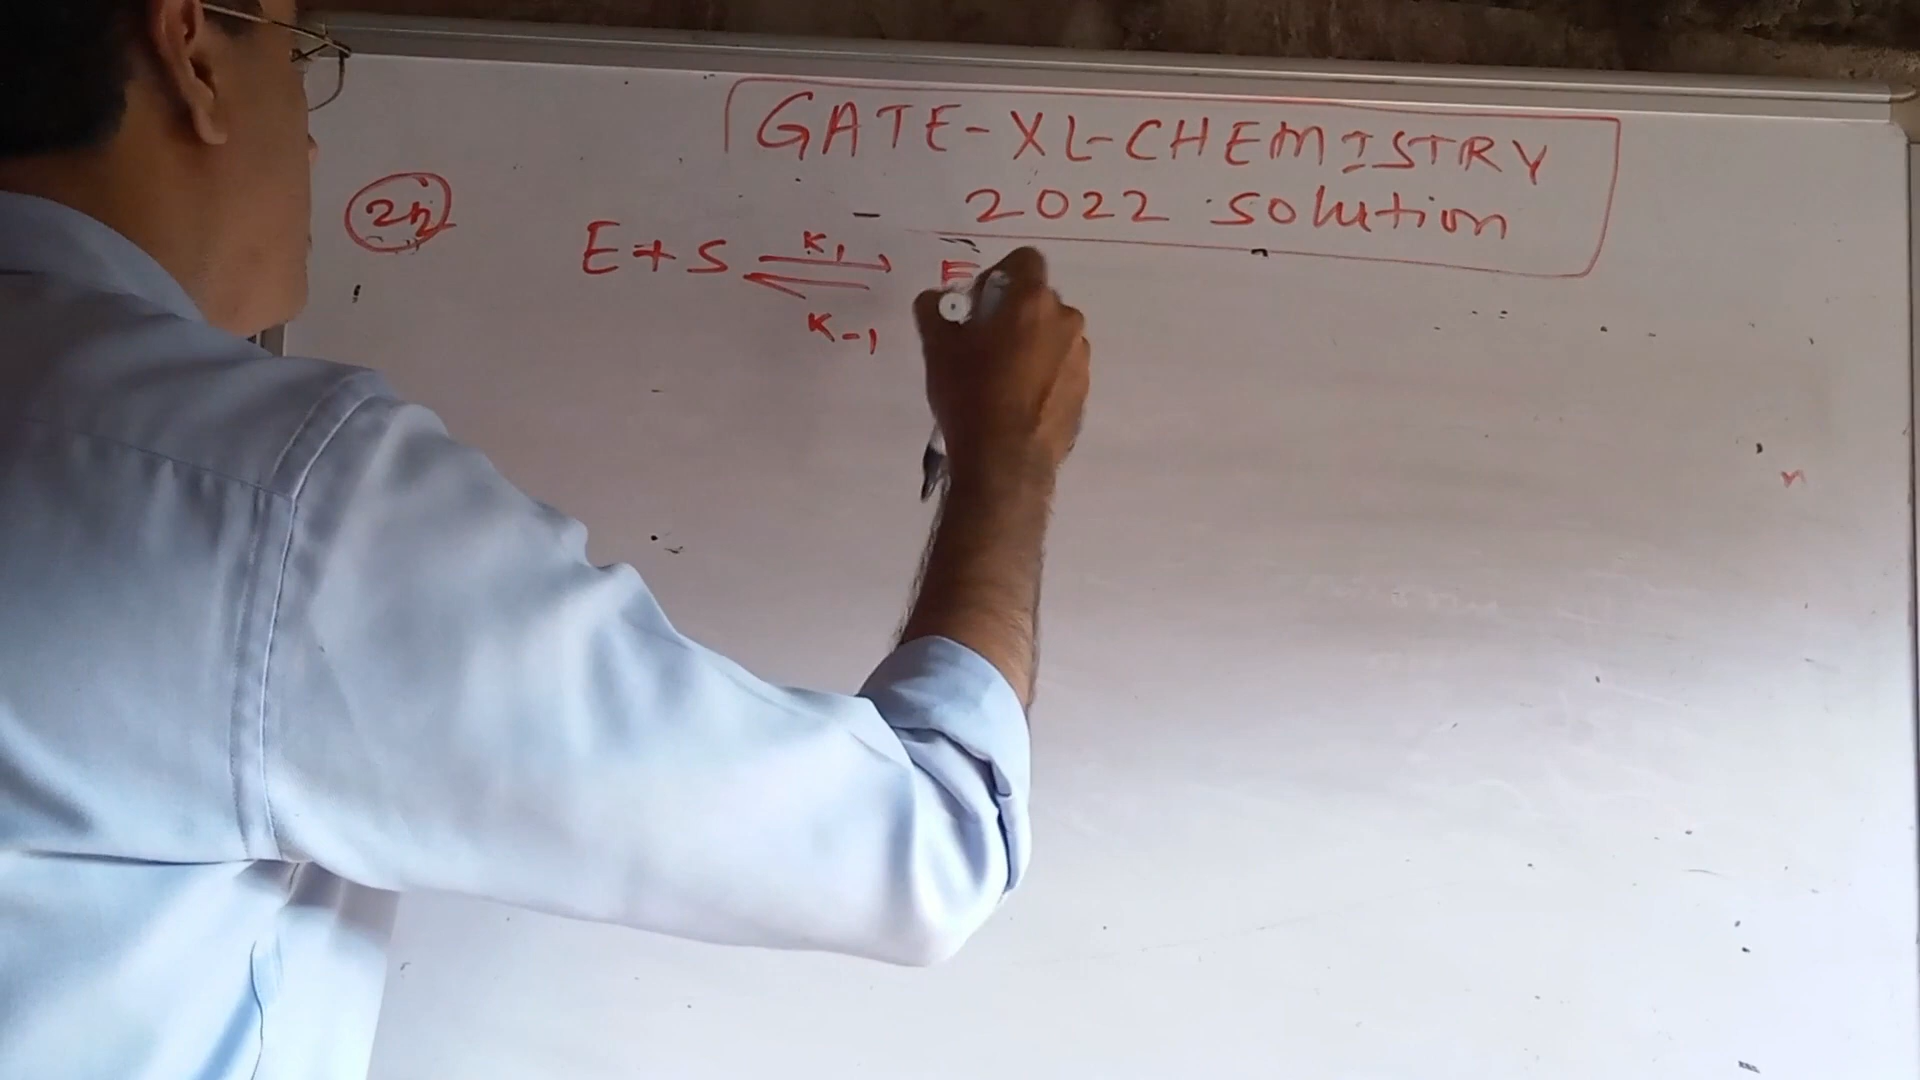 GATE-XL-CHEMISTRY
2022 solution
E + S ⇌ E
K₁
K₋₁